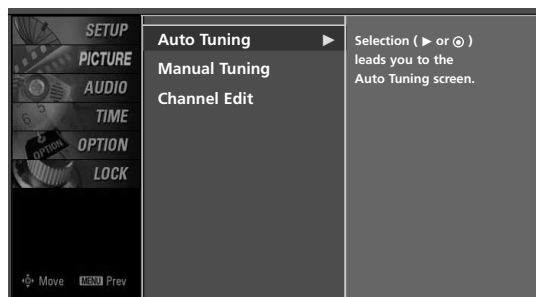 SETUP
PICTURE
AUDIO
TIME
OPTION
LOCK
Move MENU Prev
Auto Tuning ▶
Manual Tuning
Channel Edit
Selection ( ▶ or ◉ )
leads you to the
Auto Tuning screen.